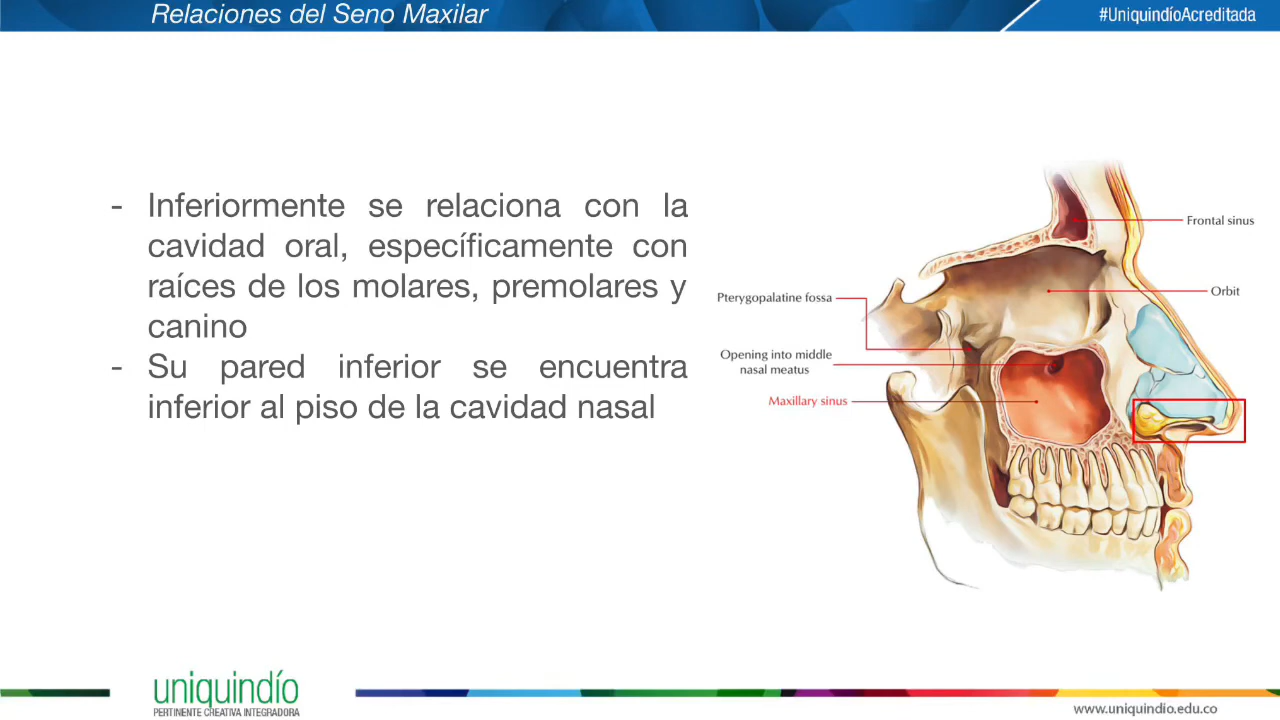 Relaciones del Seno Maxilar
#UniquindíoAcreditada
- Inferiormente se relaciona con la
cavidad oral, específicamente con
raíces de los molares, premolares y
canino
- Su pared inferior se encuentra
inferior al piso de la cavidad nasal
Frontal sinus
Orbit
Pterygopalatine fossa
Opening into middle
nasal meatus
Maxillary sinus
uniquindío
PERTINENTE CREATIVA INTEGRADORA
www.uniquindio.edu.co